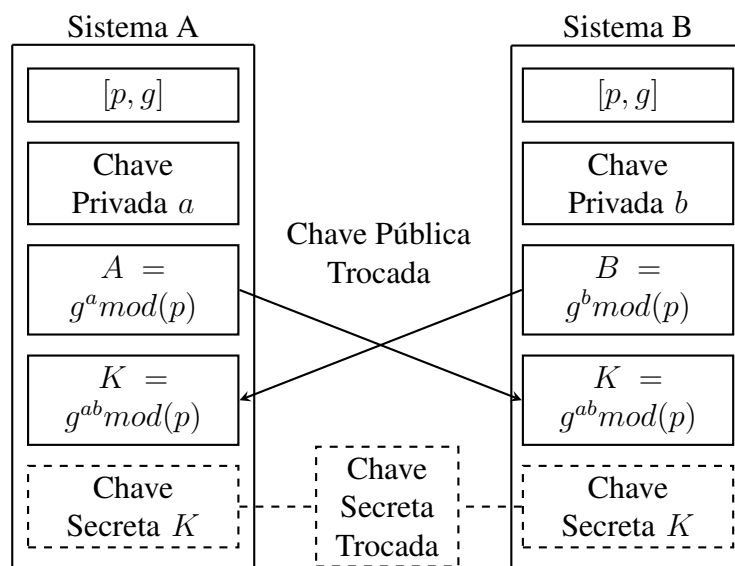 Sistema A
Sistema B
[p, g]
[p, g]
Chave
Privada a
Chave
Privada b
Chave Pública
Trocada
A =
g^a mod(p)
B =
g^b mod(p)
K =
g^{ab} mod(p)
K =
g^{ab} mod(p)
Chave
Secreta K
Chave
Secreta
Trocada
Chave
Secreta K